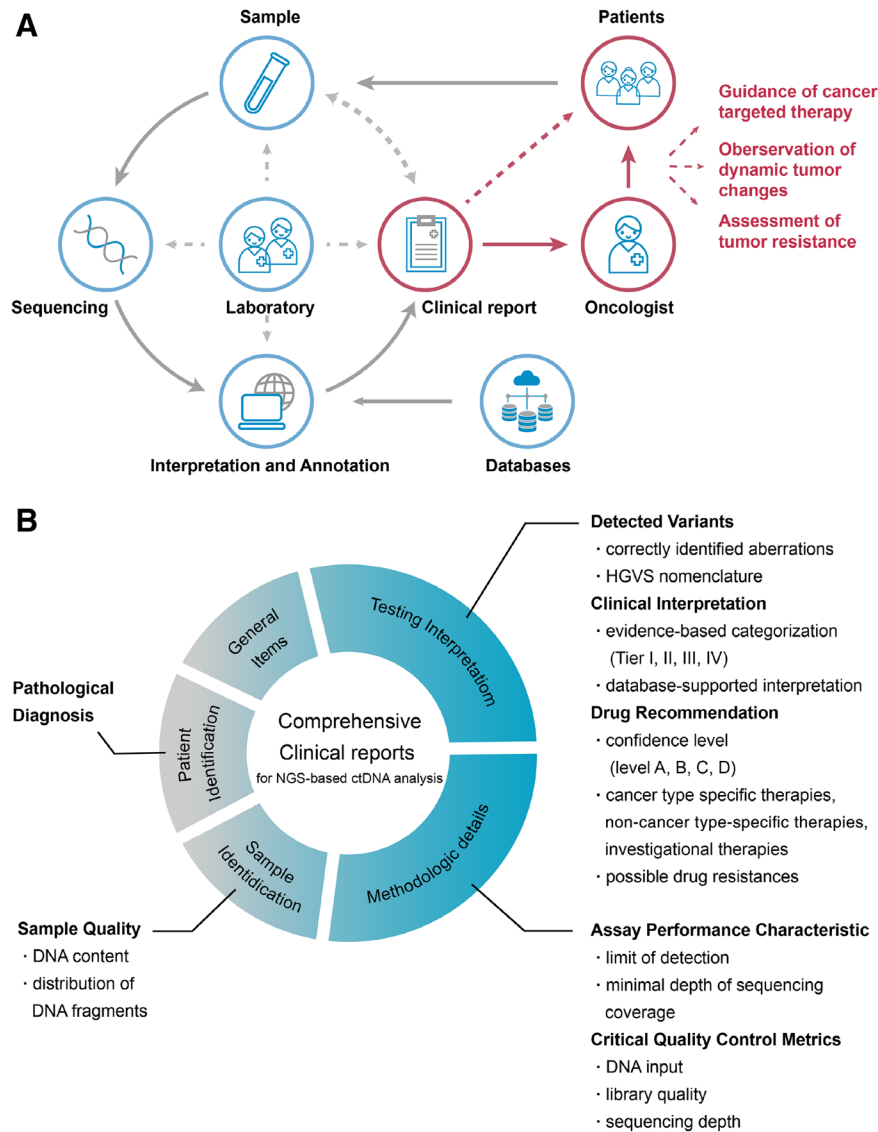 A
Sample
Patients
Guidance of cancer
targeted therapy
Oberservation of
dynamic tumor
changes
Assessment of
tumor resistance
Sequencing
Laboratory
Clinical report
Oncologist
Interpretation and Annotation
Databases
B
Detected Variants
· correctly identified aberrations
· HGVS nomenclature
Clinical Interpretation
· evidence-based categorization
(Tier I, II, III, IV)
· database-supported interpretation
Drug Recommendation
· confidence level
(level A, B, C, D)
· cancer type specific therapies,
non-cancer type-specific therapies,
investigational therapies
· possible drug resistances
General
Items
Testing Interpretatiom
Pathological
Diagnosis
Patient
Identification
Comprehensive
Clinical reports
for NGS-based ctDNA analysis
Sample
Identidication
Methodologic details
Sample Quality
· DNA content
· distribution of
DNA fragments
Assay Performance Characteristic
· limit of detection
· minimal depth of sequencing
coverage
Critical Quality Control Metrics
· DNA input
· library quality
· sequencing depth